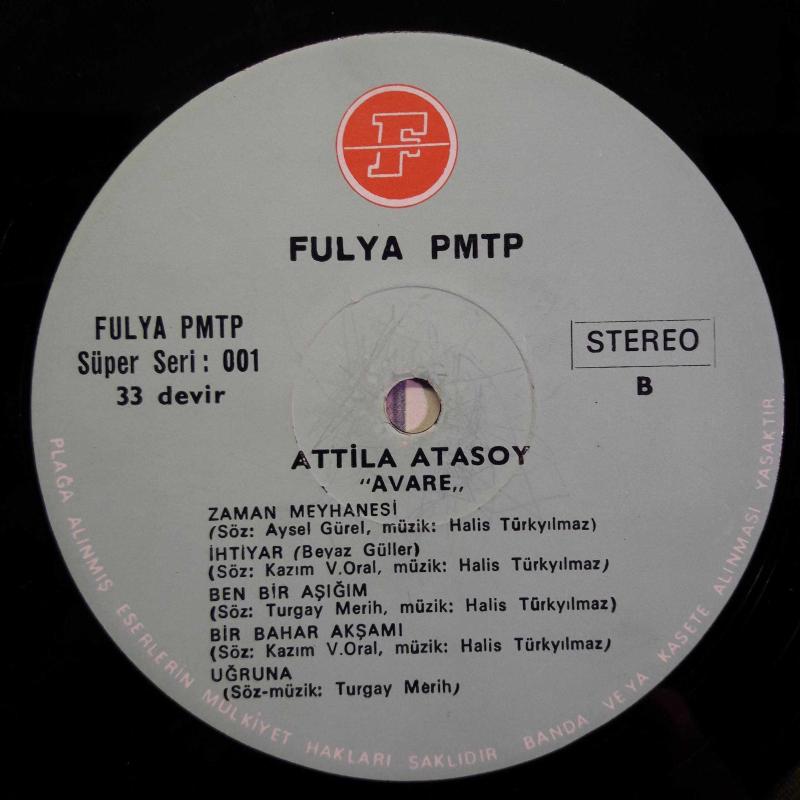 F
FULYA PMTP
FULYA PMTP
Süper Seri: 001
33 devir
STEREO
B
ATTİLA ATASOY
"AVARE,,
ZAMAN MEYHANESİ
(Söz: Aysel Gürel, müzik: Halis Türkyılmaz)
İHTİYAR (Beyaz Güller)
(Söz: Kazım V.Oral, müzik: Halis Türkyılmaz)
BEN BİR AŞIĞIM
(Söz: Turgay Merih, müzik: Halis Türkyılmaz)
BİR BAHAR AKŞAMI
(Söz: Kazım V.Oral, müzik: Halis Türkyılmaz)
UĞRUNA
(Söz-müzik: Turgay Merih)
PLAĞA ALINMIŞ ESERLERİN MÜLKİYET HAKLARI SAKLIDIR BANDA VEYA KASETE ALINMASI YASAKTIR